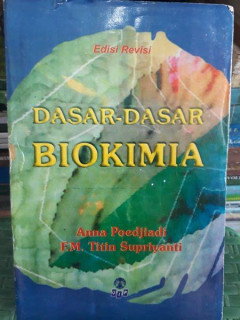 Edisi Revisi
DASAR-DASAR
BIOKIMIA
Anna Poedjiadi
F.M. Titin Supriyanti